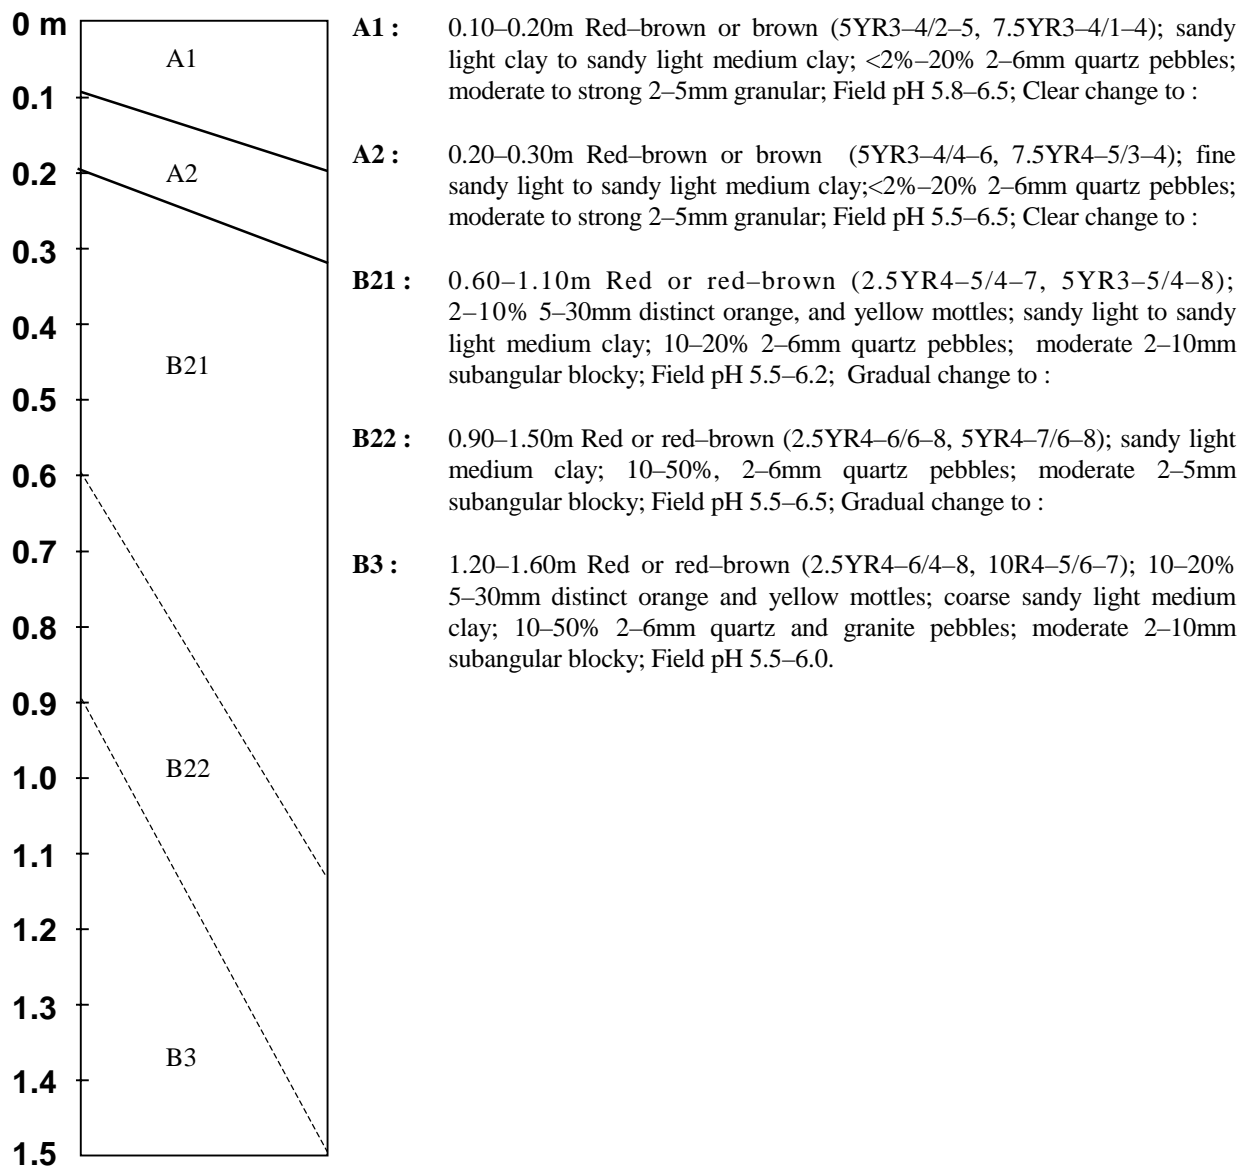 0 m
0.1
0.2
0.3
0.4
0.5
0.6
0.7
0.8
0.9
1.0
1.1
1.2
1.3
1.4
1.5
A1
A2
B21
B22
B3
A1 : 0.10–0.20m Red–brown or brown (5YR3–4/2–5, 7.5YR3–4/1–4); sandy
light clay to sandy light medium clay; <2%–20% 2–6mm quartz pebbles;
moderate to strong 2–5mm granular; Field pH 5.8–6.5; Clear change to :
A2 : 0.20–0.30m Red–brown or brown (5YR3–4/4–6, 7.5YR4–5/3–4); fine
sandy light to sandy light medium clay;<2%–20% 2–6mm quartz pebbles;
moderate to strong 2–5mm granular; Field pH 5.5–6.5; Clear change to :
B21 : 0.60–1.10m Red or red–brown (2.5YR4–5/4–7, 5YR3–5/4–8);
2–10% 5–30mm distinct orange, and yellow mottles; sandy light to sandy
light medium clay; 10–20% 2–6mm quartz pebbles; moderate 2–10mm
subangular blocky; Field pH 5.5–6.2; Gradual change to :
B22 : 0.90–1.50m Red or red–brown (2.5YR4–6/6–8, 5YR4–7/6–8); sandy light
medium clay; 10–50%, 2–6mm quartz pebbles; moderate 2–5mm
subangular blocky; Field pH 5.5–6.5; Gradual change to :
B3 : 1.20–1.60m Red or red–brown (2.5YR4–6/4–8, 10R4–5/6–7); 10–20%
5–30mm distinct orange and yellow mottles; coarse sandy light medium
clay; 10–50% 2–6mm quartz and granite pebbles; moderate 2–10mm
subangular blocky; Field pH 5.5–6.0.